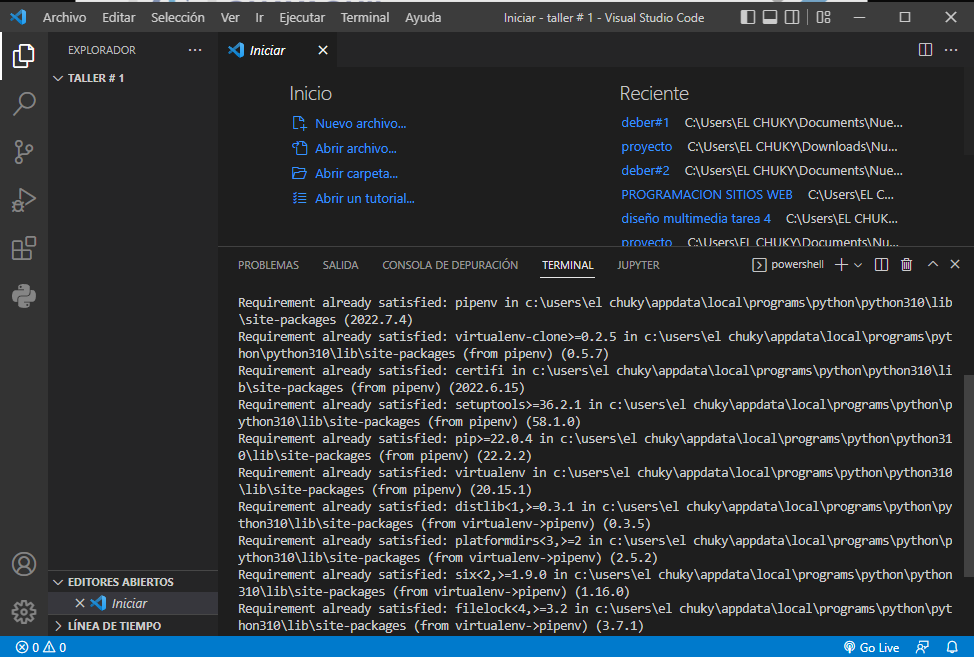 Archivo Editar Selección Ver Ir Ejecutar Terminal Ayuda Iniciar - taller # 1 - Visual Studio Code
EXPLORADOR
TALLER # 1
Iniciar
Inicio
Nuevo archivo...
Abrir archivo...
Abrir carpeta...
Abrir un tutorial...
Reciente
deber#1 C:\Users\EL CHUKY\Documents\Nue...
proyecto C:\Users\EL CHUKY\Downloads\Nu...
deber#2 C:\Users\EL CHUKY\Documents\Nue...
PROGRAMACION SITIOS WEB C:\Users\EL C...
diseño multimedia tarea 4 C:\Users\EL CHUK...
proyecto C:\Users\EL CHUKY\Documents\Nu...
PROBLEMAS SALIDA CONSOLA DE DEPURACIÓN TERMINAL JUPYTER powershell
Requirement already satisfied: pipenv in c:\users\el chuky\appdata\local\programs\python\python310\lib
\site-packages (2022.7.4)
Requirement already satisfied: virtualenv-clone>=0.2.5 in c:\users\el chuky\appdata\local\programs\pyt
hon\python310\lib\site-packages (from pipenv) (0.5.7)
Requirement already satisfied: certifi in c:\users\el chuky\appdata\local\programs\python\python310\li
b\site-packages (from pipenv) (2022.6.15)
Requirement already satisfied: setuptools>=36.2.1 in c:\users\el chuky\appdata\local\programs\python\p
ython310\lib\site-packages (from pipenv) (58.1.0)
Requirement already satisfied: pip>=22.0.4 in c:\users\el chuky\appdata\local\programs\python\python31
0\lib\site-packages (from pipenv) (22.2.2)
Requirement already satisfied: virtualenv in c:\users\el chuky\appdata\local\programs\python\python310
\lib\site-packages (from pipenv) (20.15.1)
Requirement already satisfied: distlib<1,>=0.3.1 in c:\users\el chuky\appdata\local\programs\python\py
thon310\lib\site-packages (from virtualenv->pipenv) (0.3.5)
Requirement already satisfied: platformdirs<3,>=2 in c:\users\el chuky\appdata\local\programs\python\p
ython310\lib\site-packages (from virtualenv->pipenv) (2.5.2)
Requirement already satisfied: six<2,>=1.9.0 in c:\users\el chuky\appdata\local\programs\python\python
310\lib\site-packages (from virtualenv->pipenv) (1.16.0)
Requirement already satisfied: filelock<4,>=3.2 in c:\users\el chuky\appdata\local\programs\python\pyt
hon310\lib\site-packages (from virtualenv->pipenv) (3.7.1)
EDITORES ABIERTOS
Iniciar
LÍNEA DE TIEMPO
0 0 Go Live